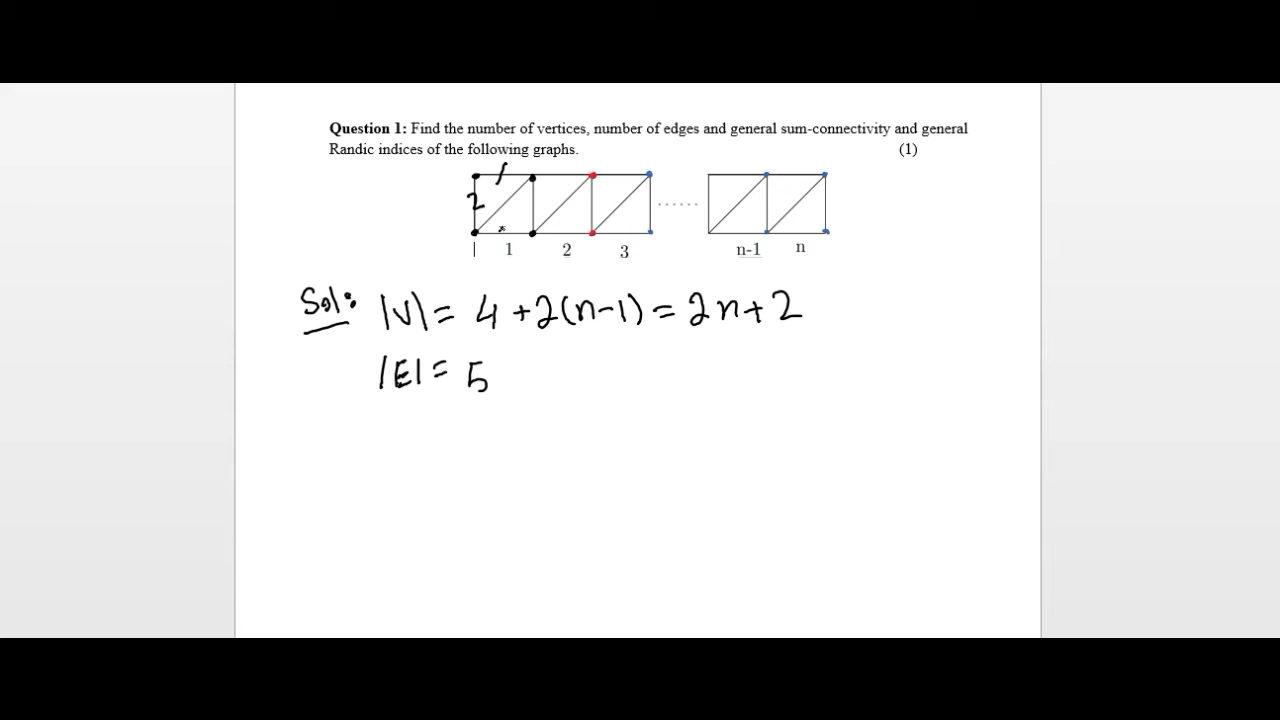 Question 1: Find the number of vertices, number of edges and general sum-connectivity and general
Randic indices of the following graphs. (1)
1
2
......
1 2 3 n-1 n
Sol: |V| = 4 + 2(n-1) = 2n + 2
|E| = 5